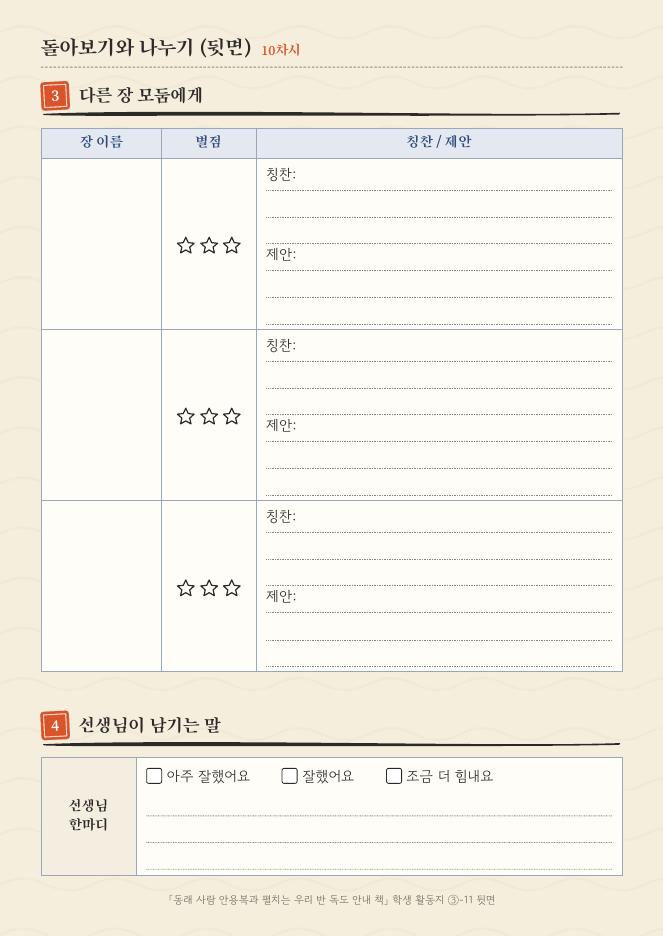 돌아보기와 나누기 (뒷면) 10차시
3 다른 장 모둠에게
장 이름 별점 칭찬 / 제안
칭찬:
제안:
칭찬:
제안:
칭찬:
제안:
4 선생님이 남기는 말
선생님
한마디
아주 잘했어요 잘했어요 조금 더 힘내요
「동래 사람 안용복과 펼치는 우리 반 독도 안내 책」 학생 활동지 ③-11 뒷면